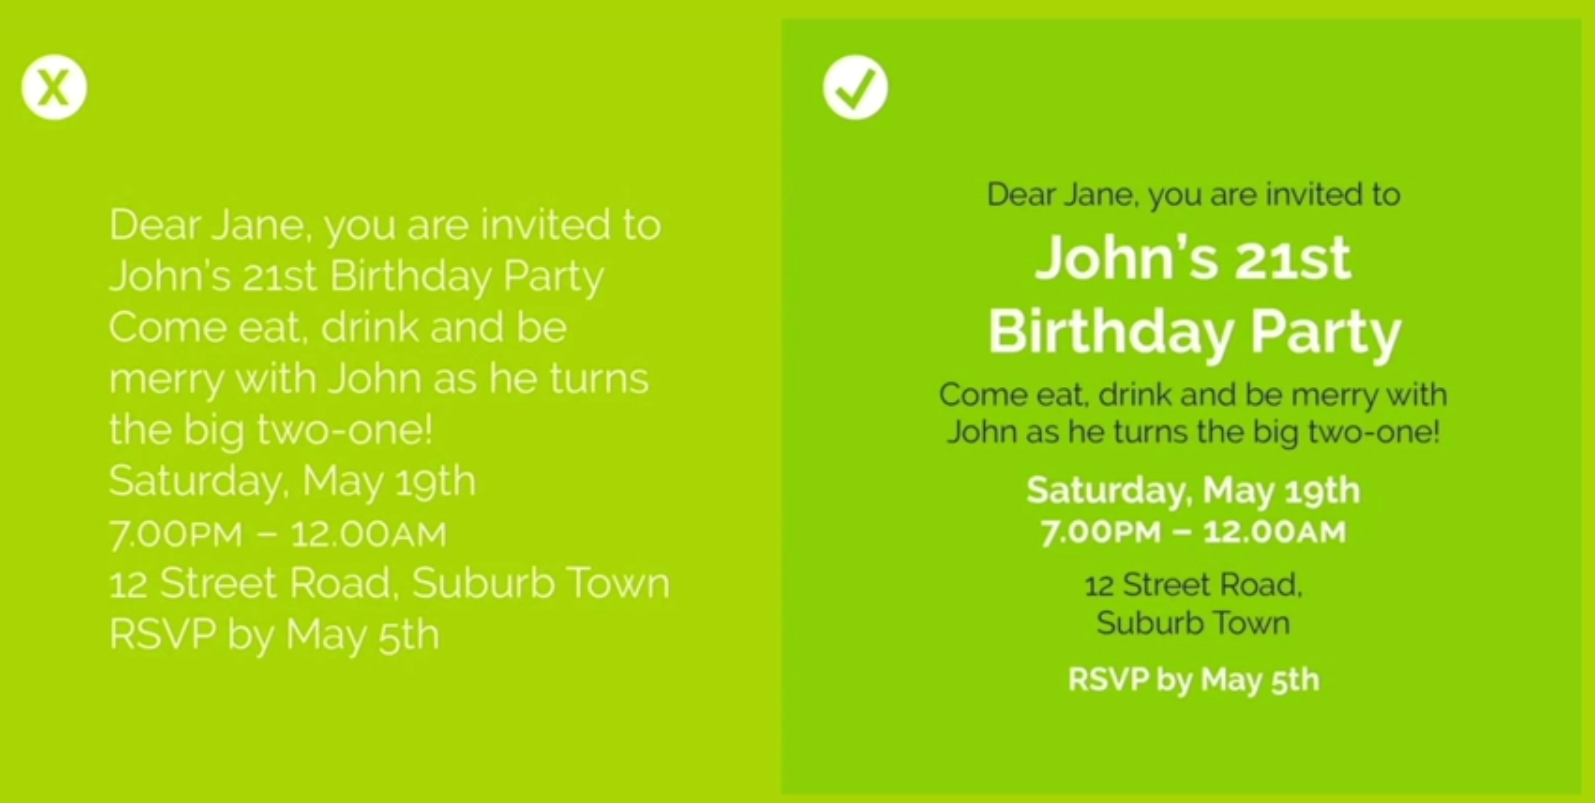 X
Dear Jane, you are invited to
John's 21st Birthday Party
Come eat, drink and be
merry with John as he turns
the big two-one!
Saturday, May 19th
7.00PM – 12.00AM
12 Street Road, Suburb Town
RSVP by May 5th
Dear Jane, you are invited to
John's 21st
Birthday Party
Come eat, drink and be merry with
John as he turns the big two-one!
Saturday, May 19th
7.00PM – 12.00AM
12 Street Road,
Suburb Town
RSVP by May 5th